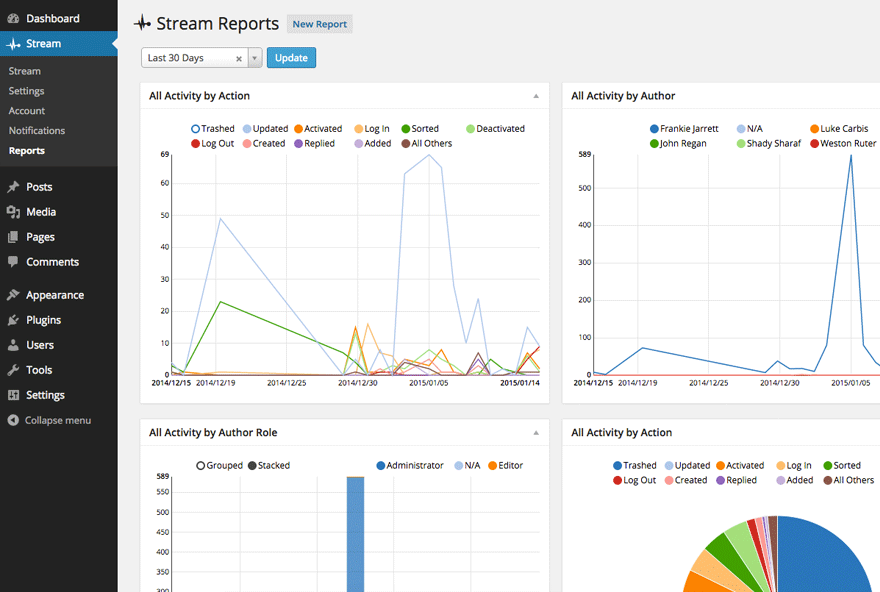 Dashboard
Stream
Stream
Settings
Account
Notifications
Reports
Posts
Media
Pages
Comments
Appearance
Plugins
Users
Tools
Settings
Collapse menu
Stream Reports New Report
Last 30 Days × Update
All Activity by Action
Trashed Updated Activated Log In Sorted Deactivated
Log Out Created Replied Added All Others
69
60
50
40
30
20
10
0
2014/12/15 2014/12/19 2014/12/25 2014/12/30 2015/01/05 2015/01/14
All Activity by Author
Frankie Jarrett N/A Luke Carbis
John Regan Shady Sharaf Weston Ruter
589
500
400
300
200
100
0
2014/12/15 2014/12/19 2014/12/25 2014/12/30 2015/01/05
All Activity by Author Role
Grouped Stacked Administrator N/A Editor
589
550
500
450
400
350
300
All Activity by Action
Trashed Updated Activated Log In Sorted
Log Out Created Replied Added All Others